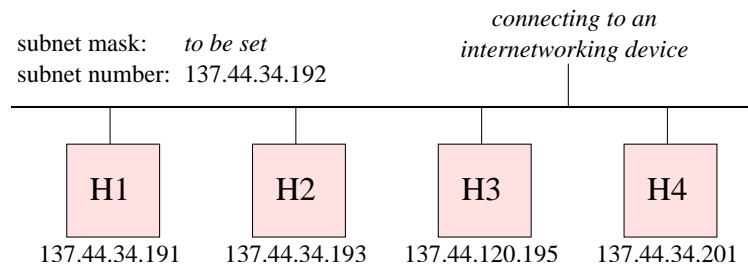 connecting to an
internetworking device
subnet mask: to be set
subnet number: 137.44.34.192
H1 H2 H3 H4
137.44.34.191 137.44.34.193 137.44.120.195 137.44.34.201